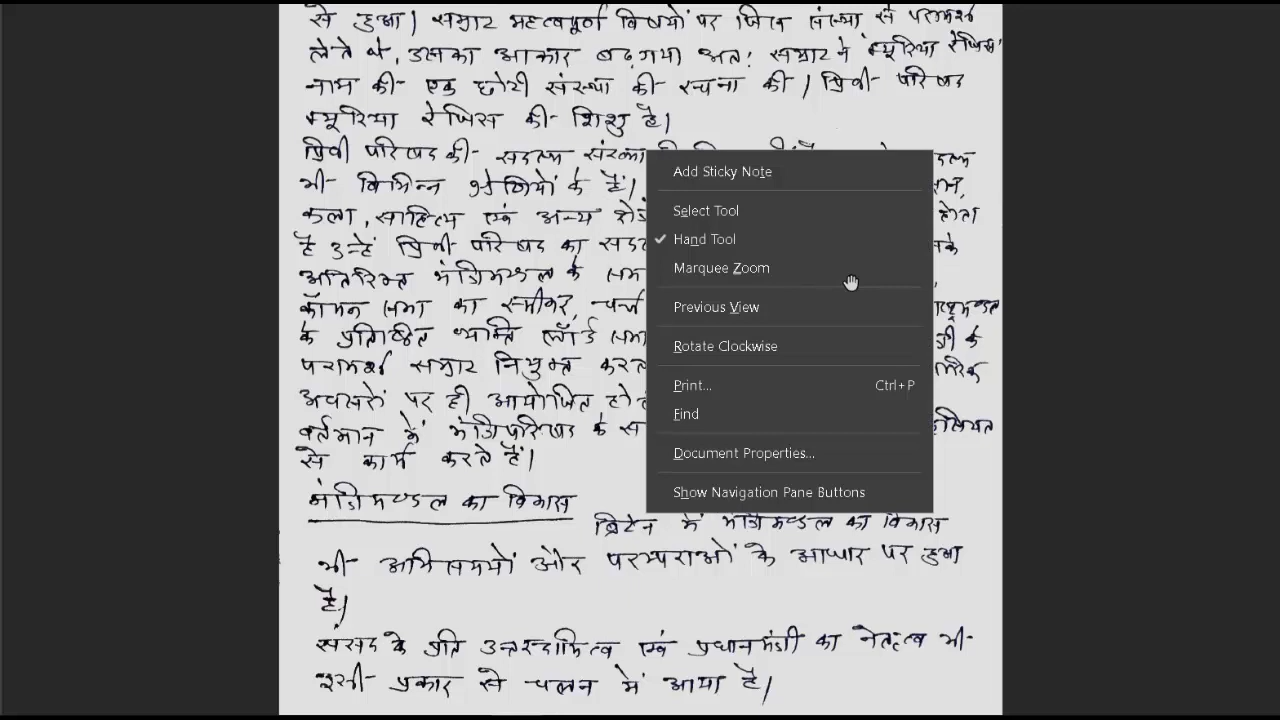 से हुआ। सम्राट महत्वपूर्ण विषयों पर जिस संस्था से परामर्श
लेते थे, उसका आकार बढ़ गया अतः सम्राट ने क्यूरिया रेजिस
नाम की एक छोटी संस्था की रचना की। प्रिवी परिषद
क्यूरिया रेजिस की शिशु है।
प्रिवी परिषद की सदस्य
भी विभिन्न श्रेणियों के हैं।
कला, साहित्य एवं अन्य होता
है उन्हें प्रिवी परिषद का
अतिरिक्त मंत्रिमण्डल के
कॉमन सभा का स्पीकर,
के प्रतिष्ठित व्यक्ति लॉर्ड के
परामर्श सम्राट नियुक्त
अवसरों पर ही आयोजित
वर्तमान में मंत्रिपरिषद के
से कार्य करते हैं।
Add Sticky Note
Select Tool
Hand Tool
Marquee Zoom
Previous View
Rotate Clockwise
Print... Ctrl+P
Find
Document Properties...
Show Navigation Pane Buttons
मंत्रिमण्डल का विकास
ब्रिटेन में मंत्रिमण्डल का विकास
भी अभिसमयों और परम्पराओं के आधार पर हुआ
है।
संसद के प्रति उत्तरदायित्व एवं प्रधानमंत्री का नेतृत्व भी
इसी प्रकार से चलन में आया है।